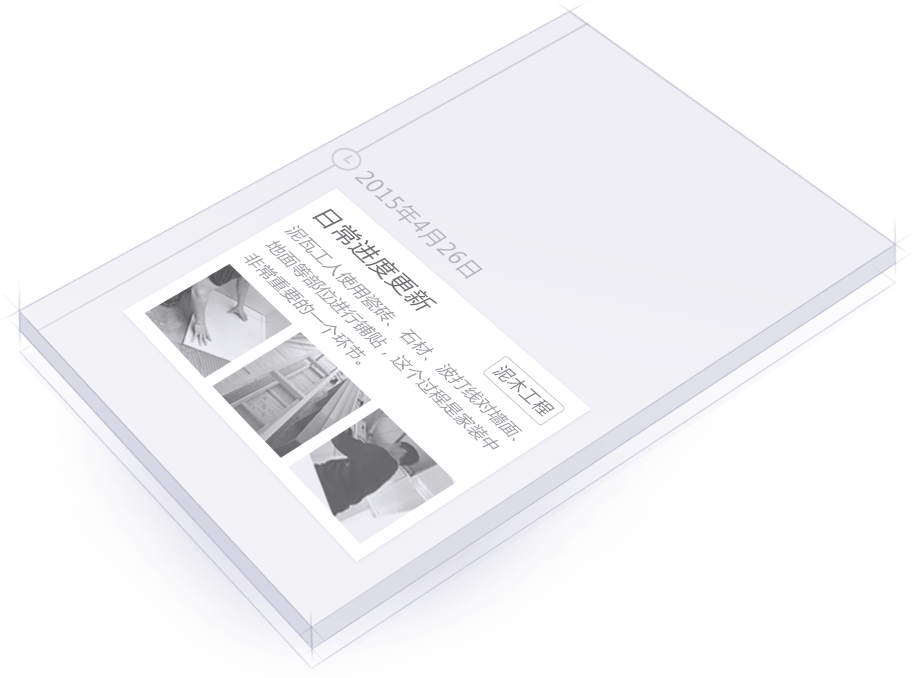 2015年4月26日
日常进度更新
泥木工程
泥瓦工人使用瓷砖、石材、波打线对墙面、
地面等部位进行铺贴，这个过程是家装中
非常重要的一个环节。